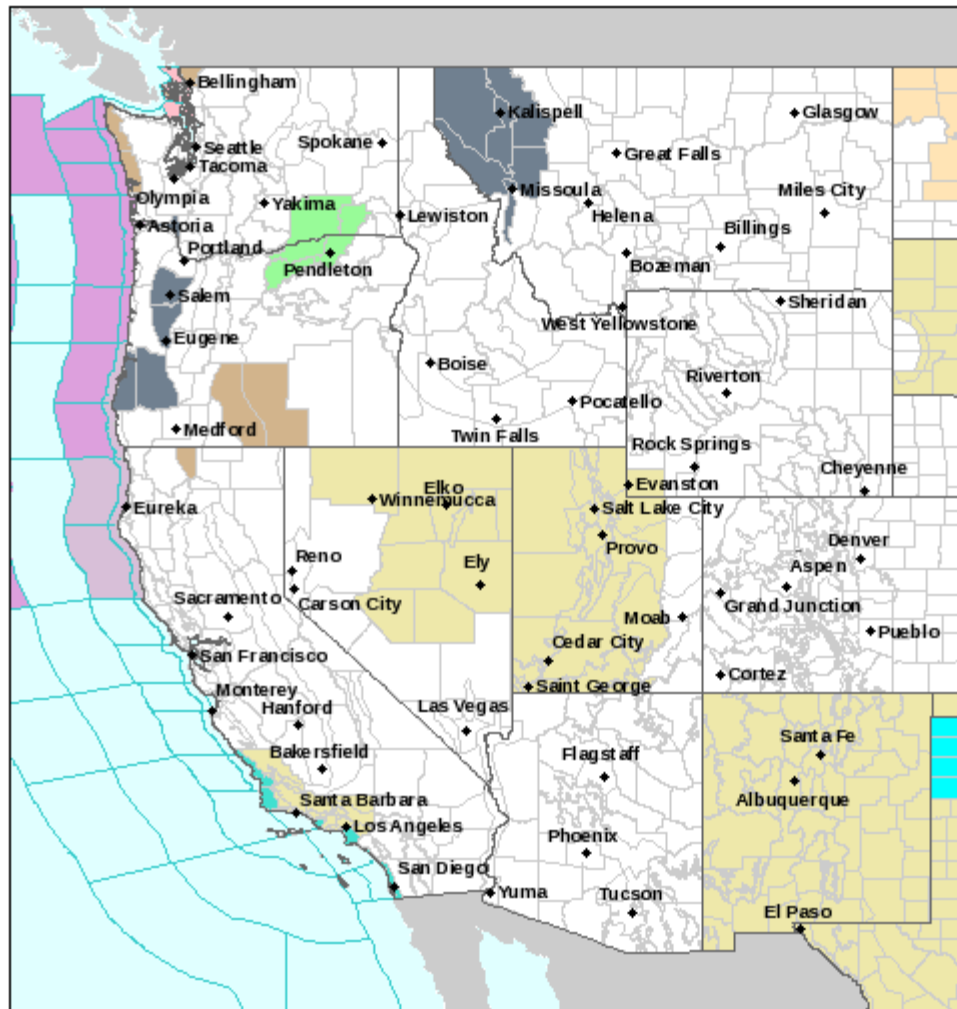 Bellingham
Kalispell
Glasgow
Seattle
Spokane
Great Falls
Tacoma
Missoula
Miles City
Olympia
Yakima
Lewiston
Helena
Astoria
Billings
Portland
Pendleton
Bozeman
Salem
Sheridan
West Yellowstone
Eugene
Boise
Riverton
Pocatello
Medford
Twin Falls
Rock Springs
Cheyenne
Elko
Evanston
Winnemucca
Eureka
Salt Lake City
Denver
Provo
Reno
Ely
Aspen
Sacramento
Carson City
Grand Junction
Moab
Pueblo
Cedar City
San Francisco
Cortez
Saint George
Monterey
Hanford
Las Vegas
Santa Fe
Bakersfield
Flagstaff
Santa Barbara
Albuquerque
Los Angeles
Phoenix
San Diego
Yuma
Tucson
El Paso